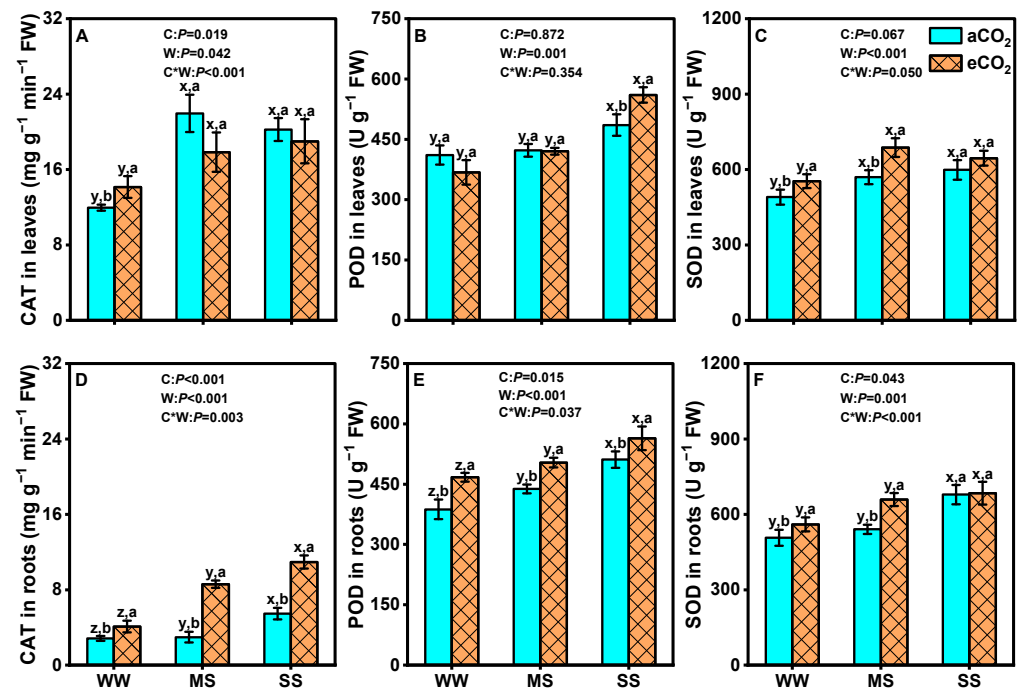 CAT in leaves (mg g⁻¹ min⁻¹ FW)
32
24
16
8
0
A
C:P=0.019
W:P=0.042
C*W:P<0.001
y,b
y,a
x,a
x,a
x,a
x,a
POD in leaves (U g⁻¹ FW)
750
600
450
300
150
0
B
C:P=0.872
W:P=0.001
C*W:P=0.354
y,a
y,a
y,a
y,a
x,b
x,a
SOD in leaves (U g⁻¹ FW)
1200
900
600
300
0
C
C:P=0.067
W:P<0.001
C*W:P=0.050
aCO₂
eCO₂
y,b
y,a
x,b
x,a
x,a
x,a
CAT in roots (mg g⁻¹ min⁻¹ FW)
32
24
16
8
0
D
C:P<0.001
W:P<0.001
C*W:P=0.003
z,b
z,a
y,b
y,a
x,b
x,a
WW MS SS
POD in roots (U g⁻¹ FW)
750
600
450
300
150
0
E
C:P=0.015
W:P<0.001
C*W:P=0.037
z,b
z,a
y,b
y,a
x,b
x,a
WW MS SS
SOD in roots (U g⁻¹ FW)
1200
900
600
300
0
F
C:P=0.043
W:P=0.001
C*W:P<0.001
y,b
y,a
y,b
y,a
x,a
x,a
WW MS SS